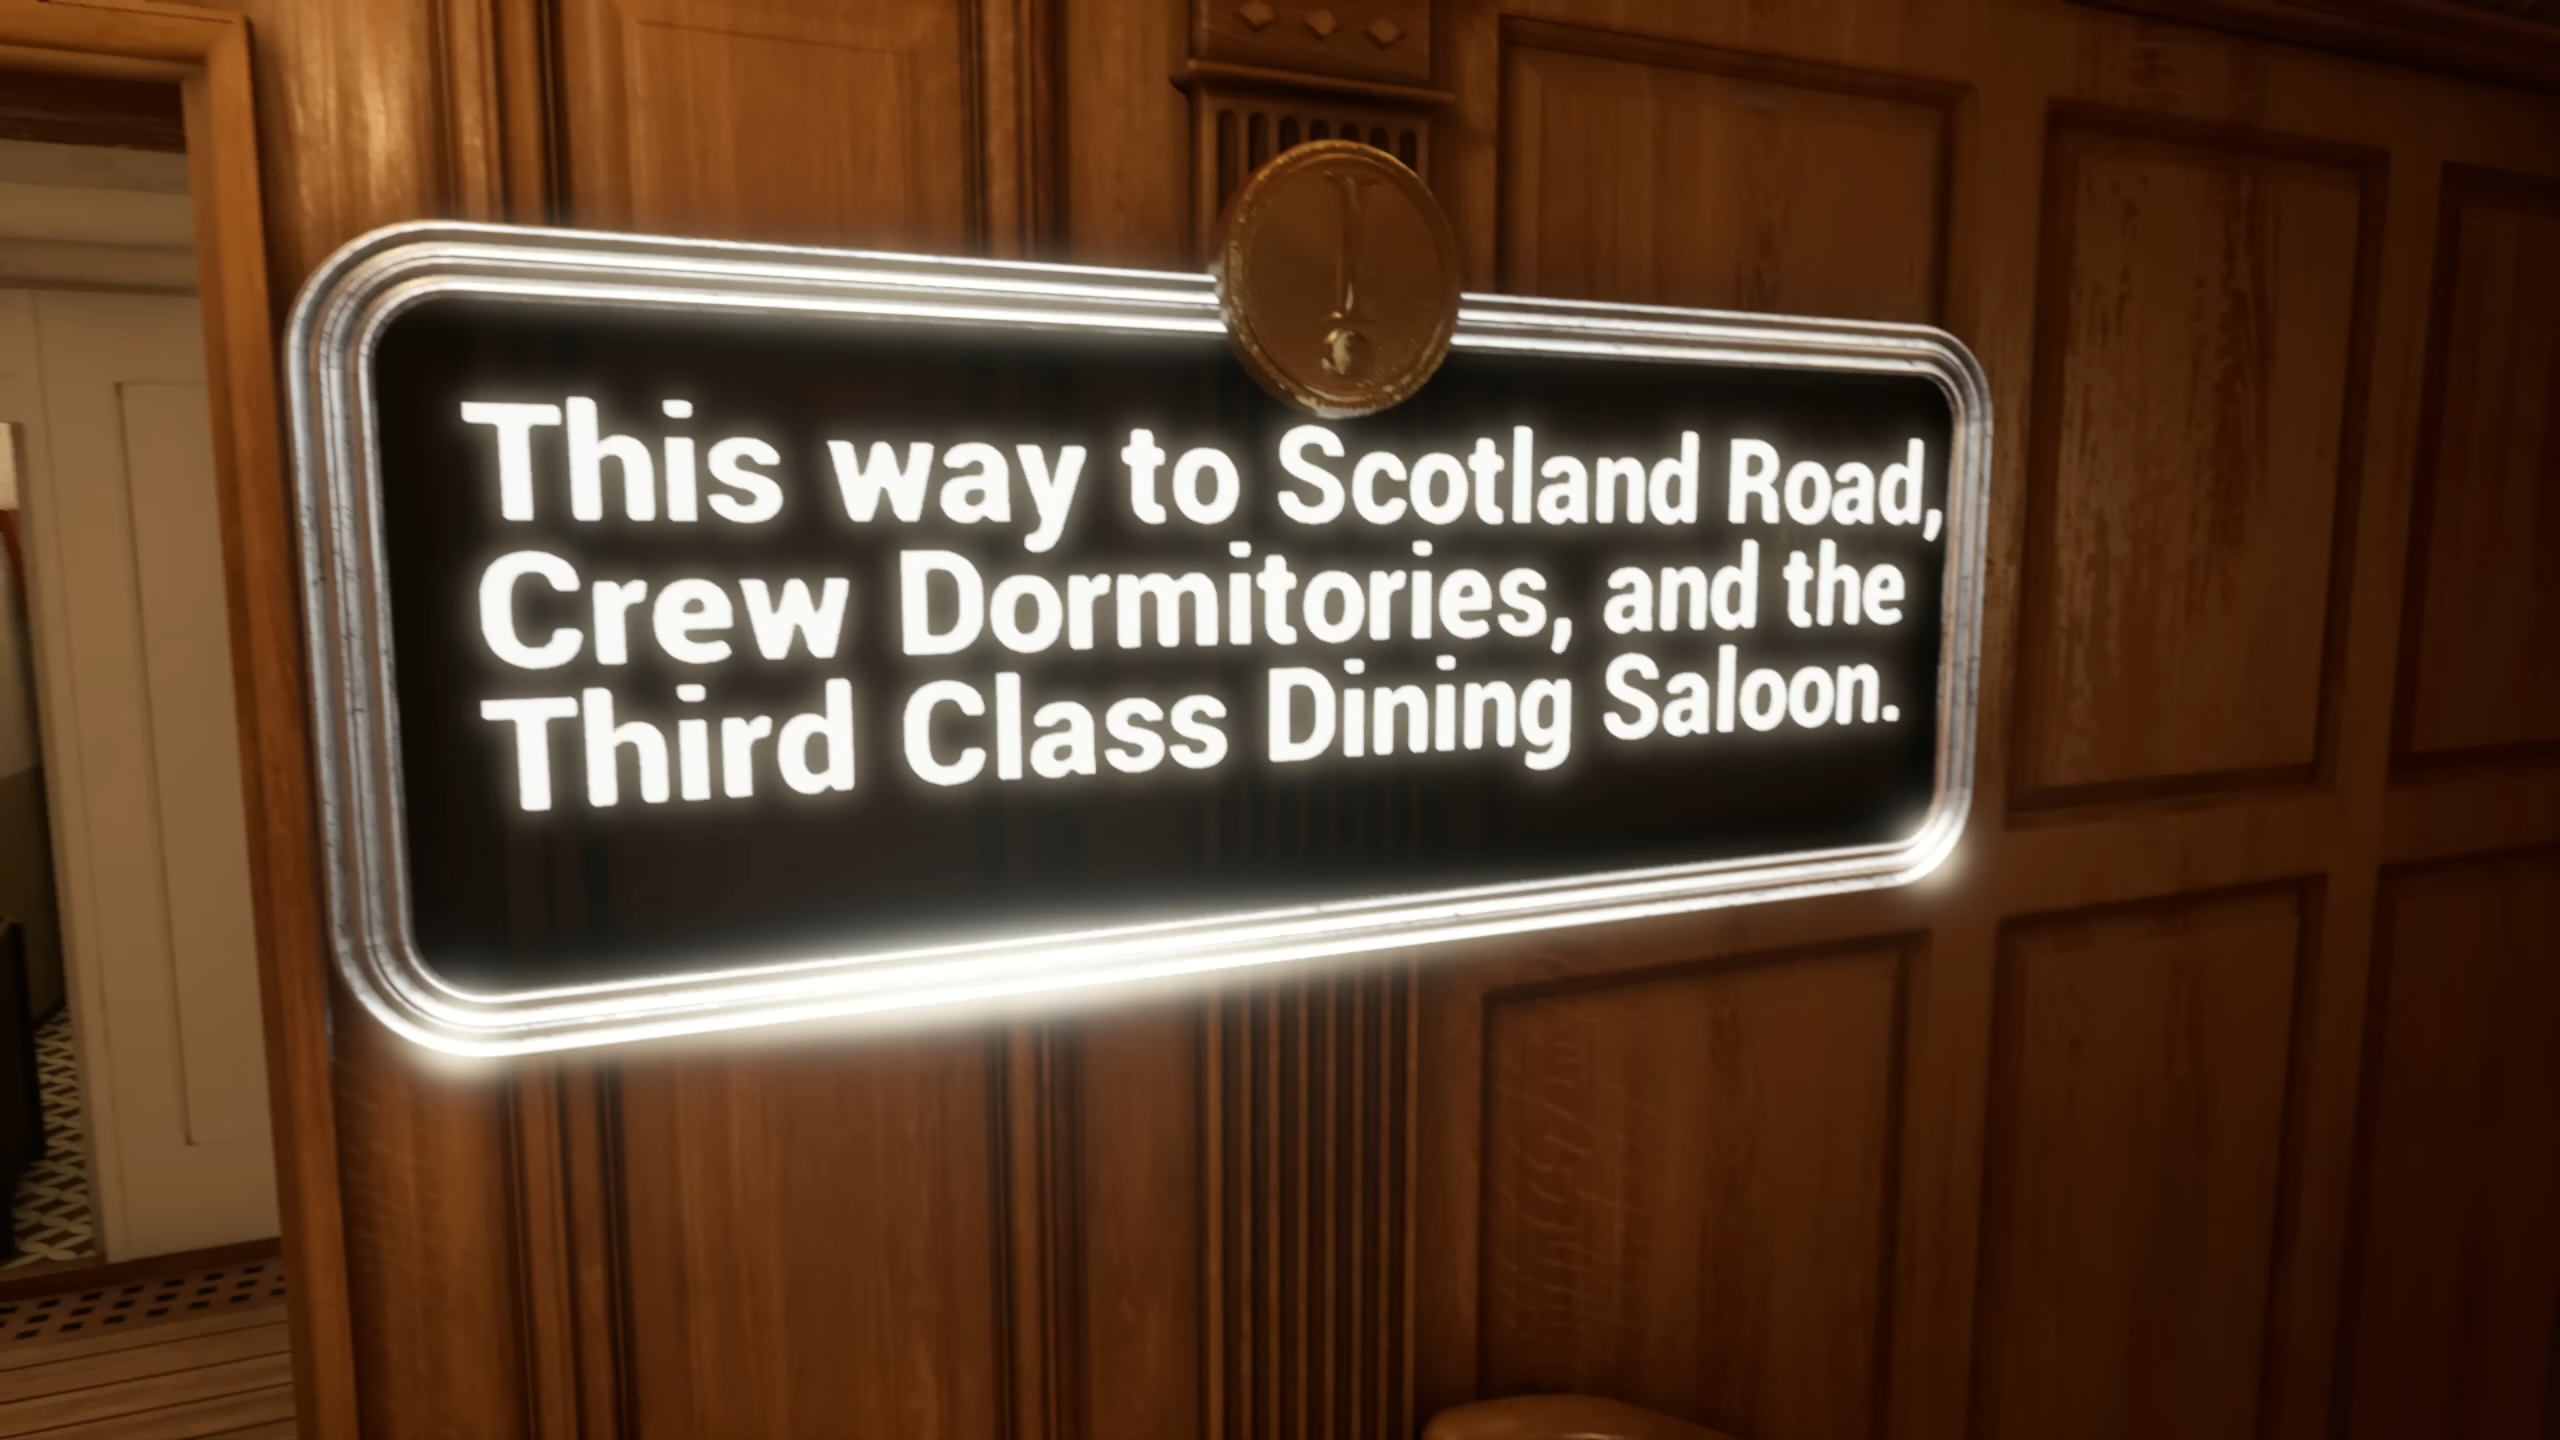 This way to Scotland Road,
Crew Dormitories, and the
Third Class Dining Saloon.